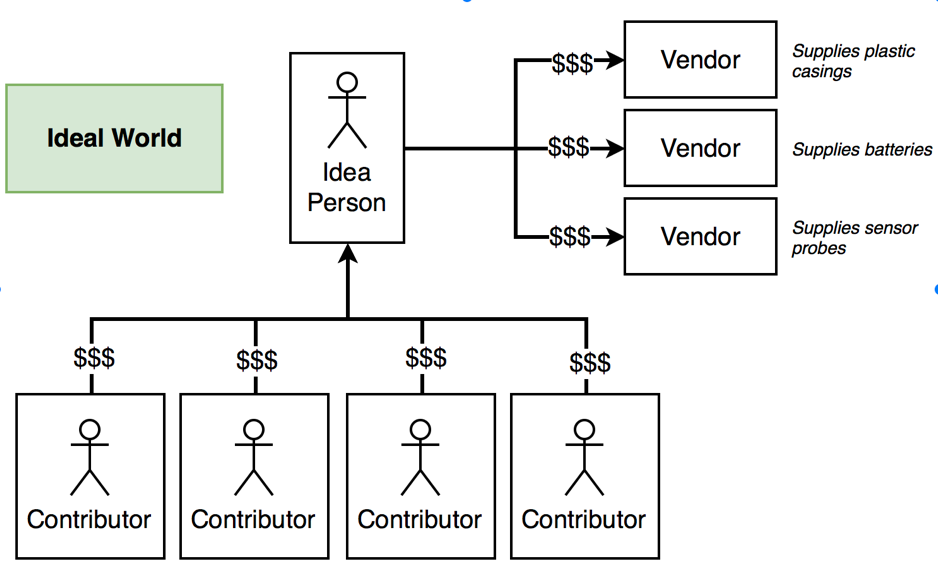 Ideal World
Idea
Person
$$$
Vendor
Supplies plastic
casings
$$$
Vendor
Supplies batteries
$$$
Vendor
Supplies sensor
probes
$$$
$$$
$$$
$$$
Contributor
Contributor
Contributor
Contributor